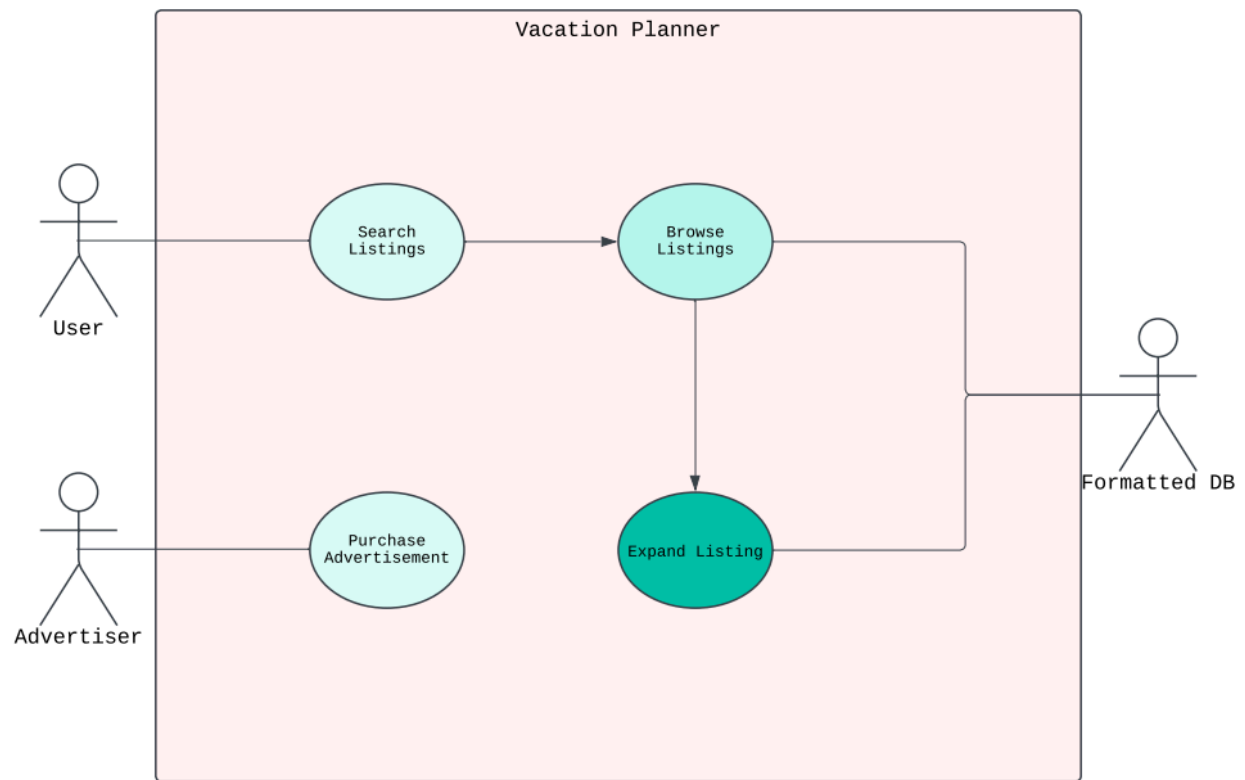 Vacation Planner
Search
Listings
Browse
Listings
User
Formatted DB
Purchase
Advertisement
Expand Listing
Advertiser